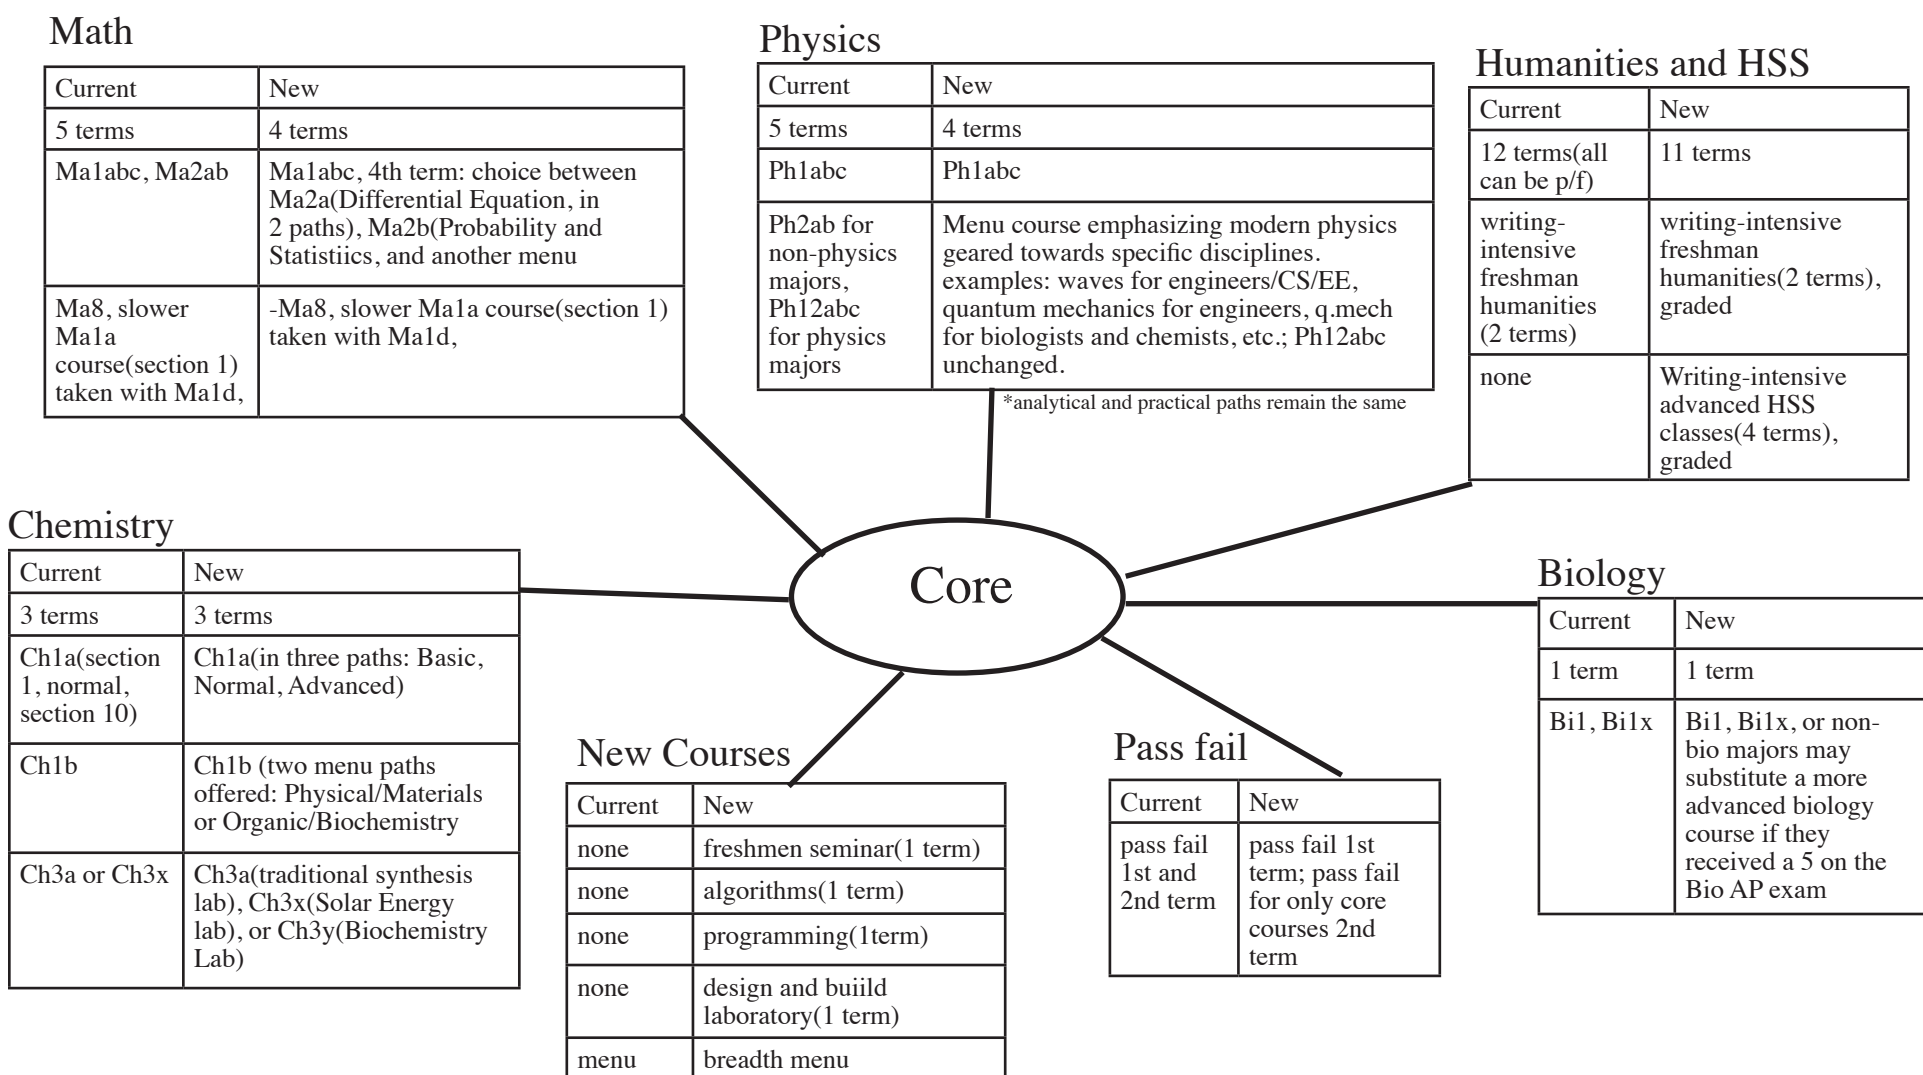 Math
Current
New
5 terms
4 terms
Ma1abc, Ma2ab
Ma1abc, 4th term: choice between
Ma2a(Differential Equation, in
2 paths), Ma2b(Probability and
Statistiics, and another menu
Ma8, slower
Ma1a
course(section 1)
taken with Ma1d,
-Ma8, slower Ma1a course(section 1)
taken with Ma1d,
Physics
Current
New
5 terms
4 terms
Ph1abc
Ph1abc
Ph2ab for
non-physics
majors,
Ph12abc
for physics
majors
Menu course emphasizing modern physics
geared towards specific disciplines.
examples: waves for engineers/CS/EE,
quantum mechanics for engineers, q.mech
for biologists and chemists, etc.; Ph12abc
unchanged.
*analytical and practical paths remain the same
Humanities and HSS
Current
New
12 terms(all
can be p/f)
11 terms
writing-
intensive
freshman
humanities
(2 terms)
writing-intensive
freshman
humanities(2 terms),
graded
none
Writing-intensive
advanced HSS
classes(4 terms),
graded
Chemistry
Current
New
3 terms
3 terms
Ch1a(section
1, normal,
section 10)
Ch1a(in three paths: Basic,
Normal, Advanced)
Ch1b
Ch1b (two menu paths
offered: Physical/Materials
or Organic/Biochemistry
Ch3a or Ch3x
Ch3a(traditional synthesis
lab), Ch3x(Solar Energy
lab), or Ch3y(Biochemistry
Lab)
Core
New Courses
Current
New
none
freshmen seminar(1 term)
none
algorithms(1 term)
none
programming(1term)
none
design and buiild
laboratory(1 term)
menu
breadth menu
Pass fail
Current
New
pass fail
1st and
2nd term
pass fail 1st
term; pass fail
for only core
courses 2nd
term
Biology
Current
New
1 term
1 term
Bi1, Bi1x
Bi1, Bi1x, or non-
bio majors may
substitute a more
advanced biology
course if they
received a 5 on the
Bio AP exam